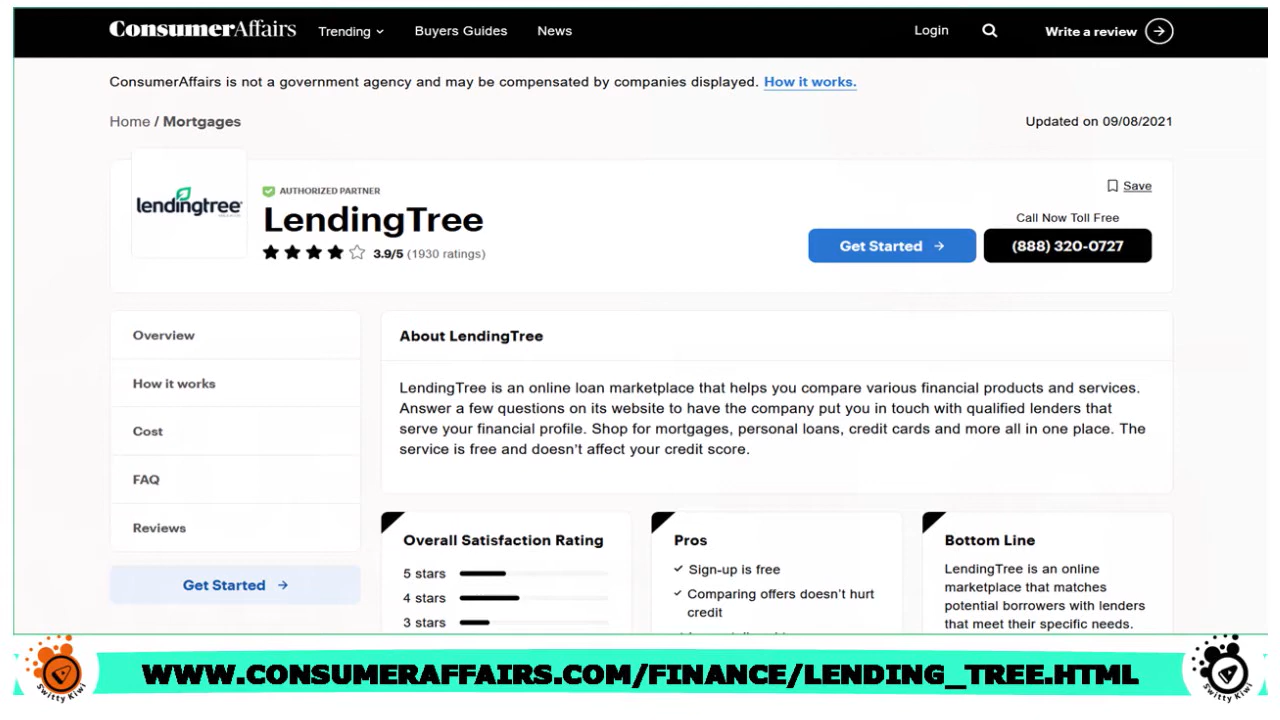 ConsumerAffairs Trending Buyers Guides News Login Write a review
ConsumerAffairs is not a government agency and may be compensated by companies displayed. How it works.
Home / Mortgages Updated on 09/08/2021
lendingtree
AUTHORIZED PARTNER
LendingTree
3.9/5 (1930 ratings)
Save
Call Now Toll Free
Get Started
(888) 320-0727
Overview
How it works
Cost
FAQ
Reviews
Get Started
About LendingTree
LendingTree is an online loan marketplace that helps you compare various financial products and services.
Answer a few questions on its website to have the company put you in touch with qualified lenders that
serve your financial profile. Shop for mortgages, personal loans, credit cards and more all in one place. The
service is free and doesn’t affect your credit score.
Overall Satisfaction Rating
5 stars
4 stars
3 stars
Pros
Sign-up is free
Comparing offers doesn’t hurt
credit
Bottom Line
LendingTree is an online
marketplace that matches
potential borrowers with lenders
that meet their specific needs.
Switty Kiwi
WWW.CONSUMERAFFAIRS.COM/FINANCE/LENDING_TREE.HTML
Switty Kiwi